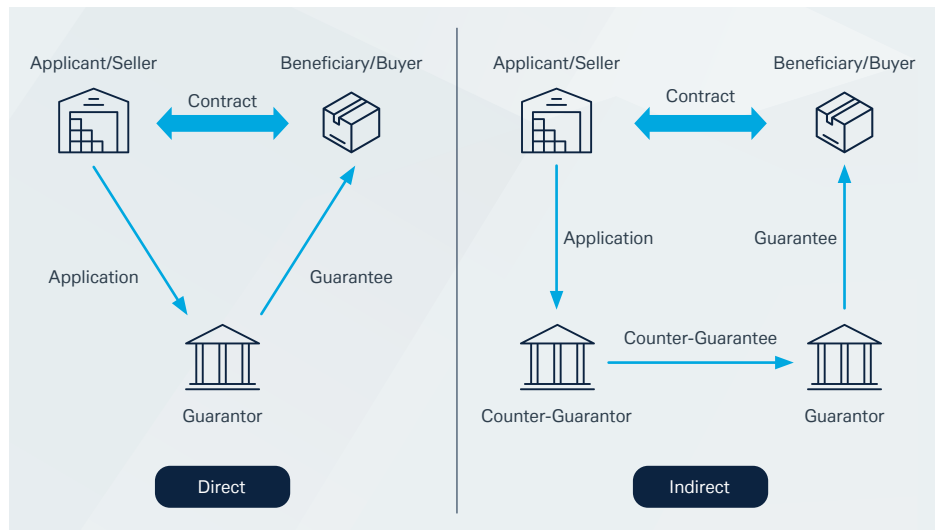 Applicant/Seller
Beneficiary/Buyer
Contract
Application
Guarantee
Guarantor
Direct
Applicant/Seller
Beneficiary/Buyer
Contract
Application
Guarantee
Counter-Guarantee
Counter-Guarantor
Guarantor
Indirect